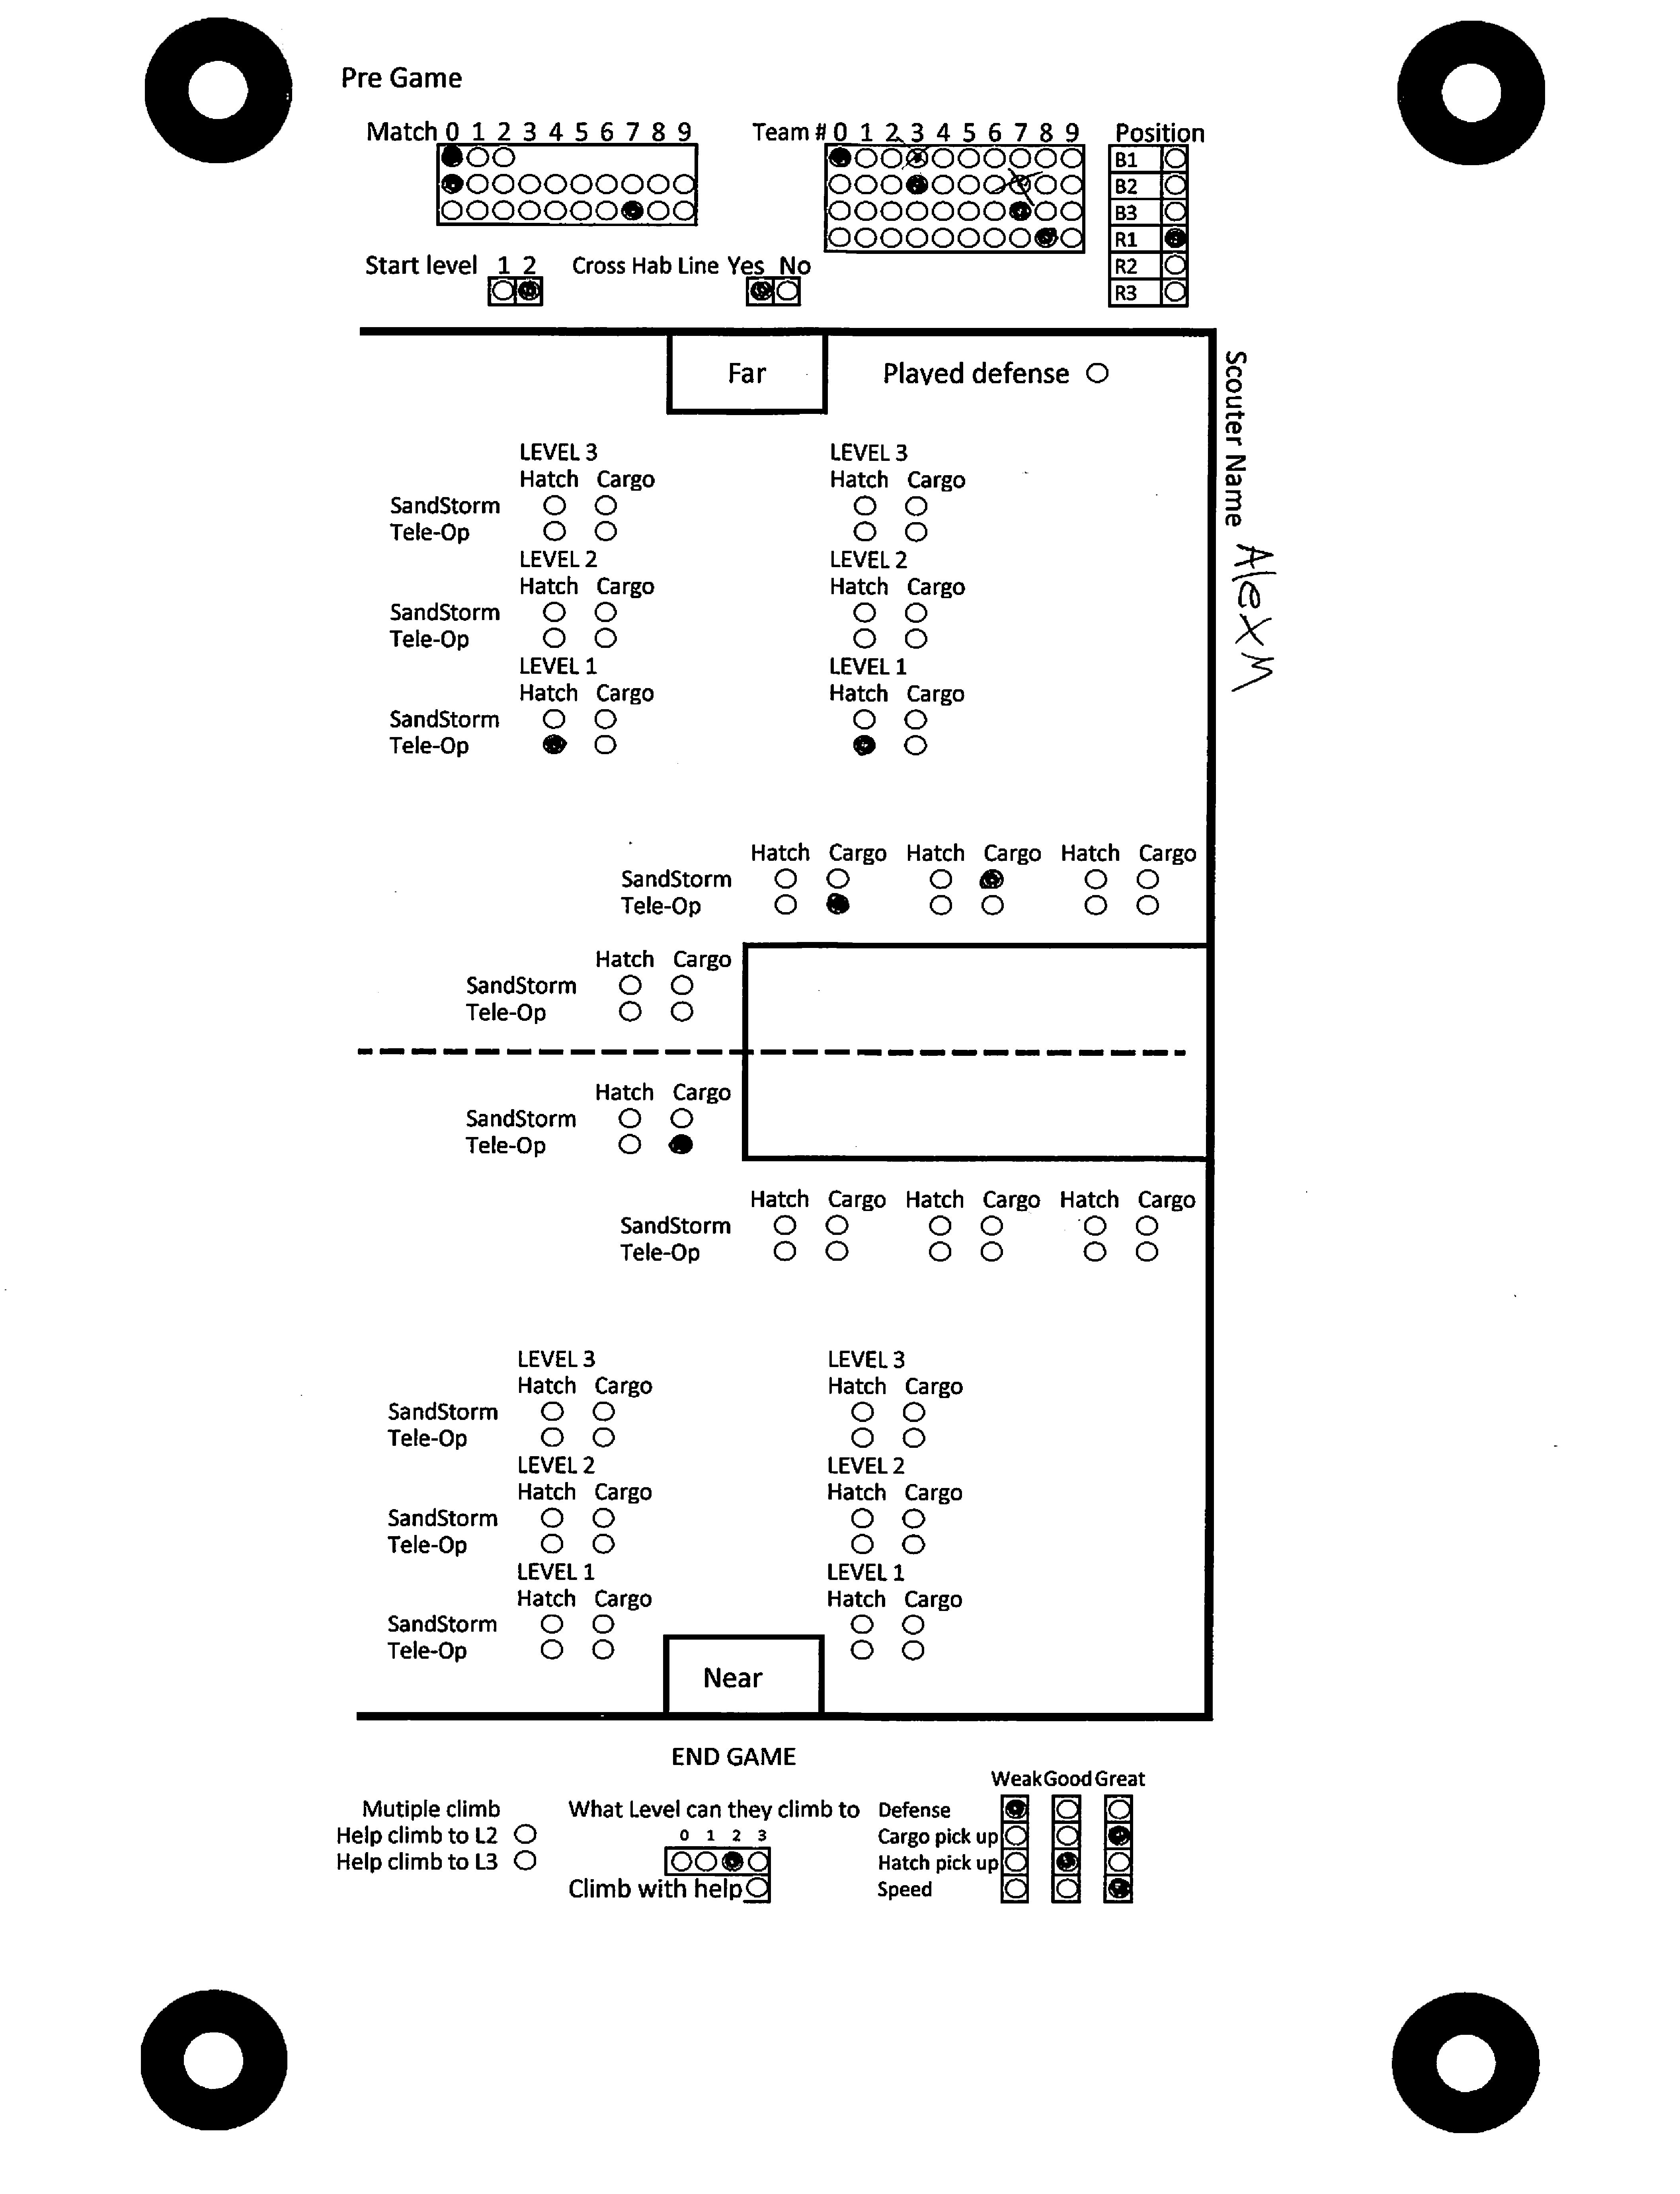 Pre Game
Match 0 1 2 3 4 5 6 7 8 9
Team # 0 1 2 3 4 5 6 7 8 9
Position
B1
B2
B3
R1
R2
R3
Start level 1 2
Cross Hab Line Yes No
Far
Played defense
Scouter Name Alex M
LEVEL 3 LEVEL 3
Hatch Cargo Hatch Cargo
SandStorm
Tele-Op
LEVEL 2 LEVEL 2
Hatch Cargo Hatch Cargo
SandStorm
Tele-Op
LEVEL 1 LEVEL 1
Hatch Cargo Hatch Cargo
SandStorm
Tele-Op
Hatch Cargo Hatch Cargo Hatch Cargo
SandStorm
Tele-Op
Hatch Cargo
SandStorm
Tele-Op
Hatch Cargo
SandStorm
Tele-Op
Hatch Cargo Hatch Cargo Hatch Cargo
SandStorm
Tele-Op
LEVEL 3 LEVEL 3
Hatch Cargo Hatch Cargo
SandStorm
Tele-Op
LEVEL 2 LEVEL 2
Hatch Cargo Hatch Cargo
SandStorm
Tele-Op
LEVEL 1 LEVEL 1
Hatch Cargo Hatch Cargo
SandStorm
Tele-Op
Near
END GAME
Mutiple climb
Help climb to L2
Help climb to L3
What Level can they climb to
0 1 2 3
Climb with help
Weak Good Great
Defense
Cargo pick up
Hatch pick up
Speed